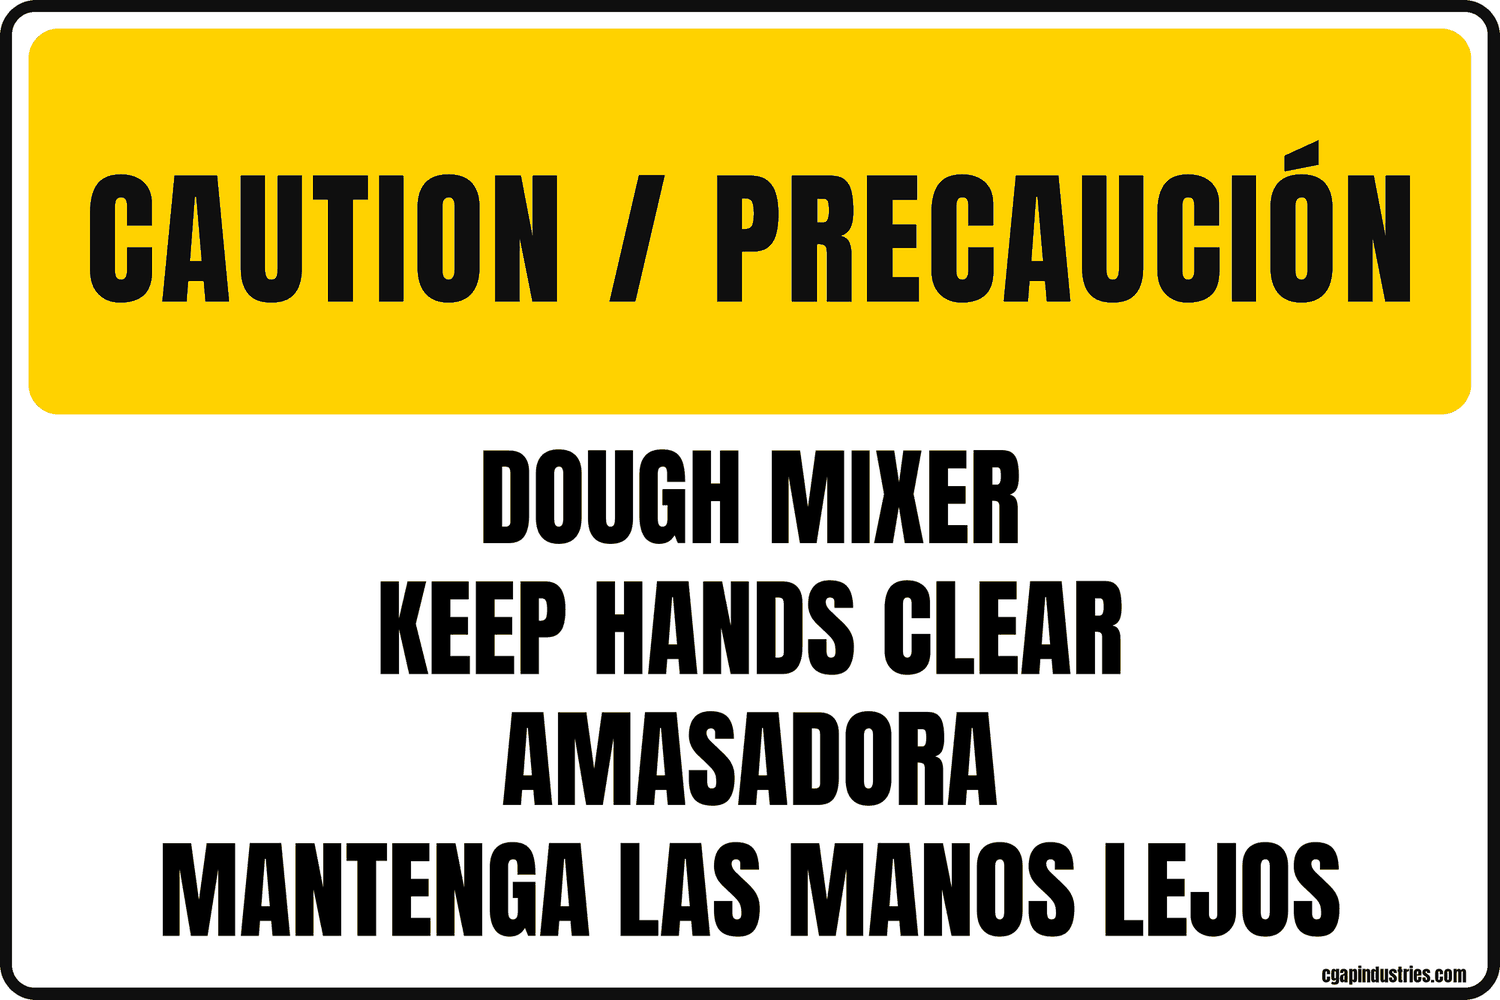 CAUTION / PRECAUCIÓN
DOUGH MIXER
KEEP HANDS CLEAR
AMASADORA
MANTENGA LAS MANOS LEJOS
cgapindustries.com